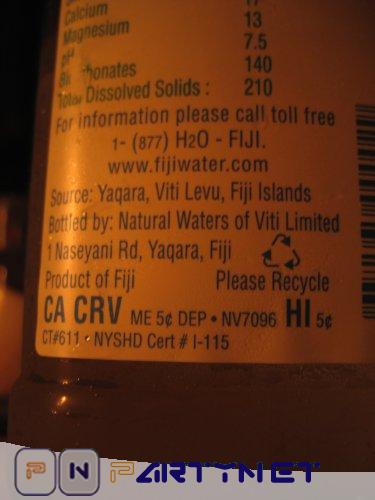 Calcium 17
Magnesium 13
pH 7.5
Bicarbonates 140
Total Dissolved Solids : 210
For information please call toll free
1- (877) H2O - FIJI.
www.fijiwater.com
Source: Yaqara, Viti Levu, Fiji Islands
Bottled by: Natural Waters of Viti Limited
1 Naseyani Rd, Yaqara, Fiji
Product of Fiji Please Recycle
CA CRV ME 5¢ DEP • NV7096 HI 5¢
CT#611 • NYSHD Cert # I-115
P N PARTYNET